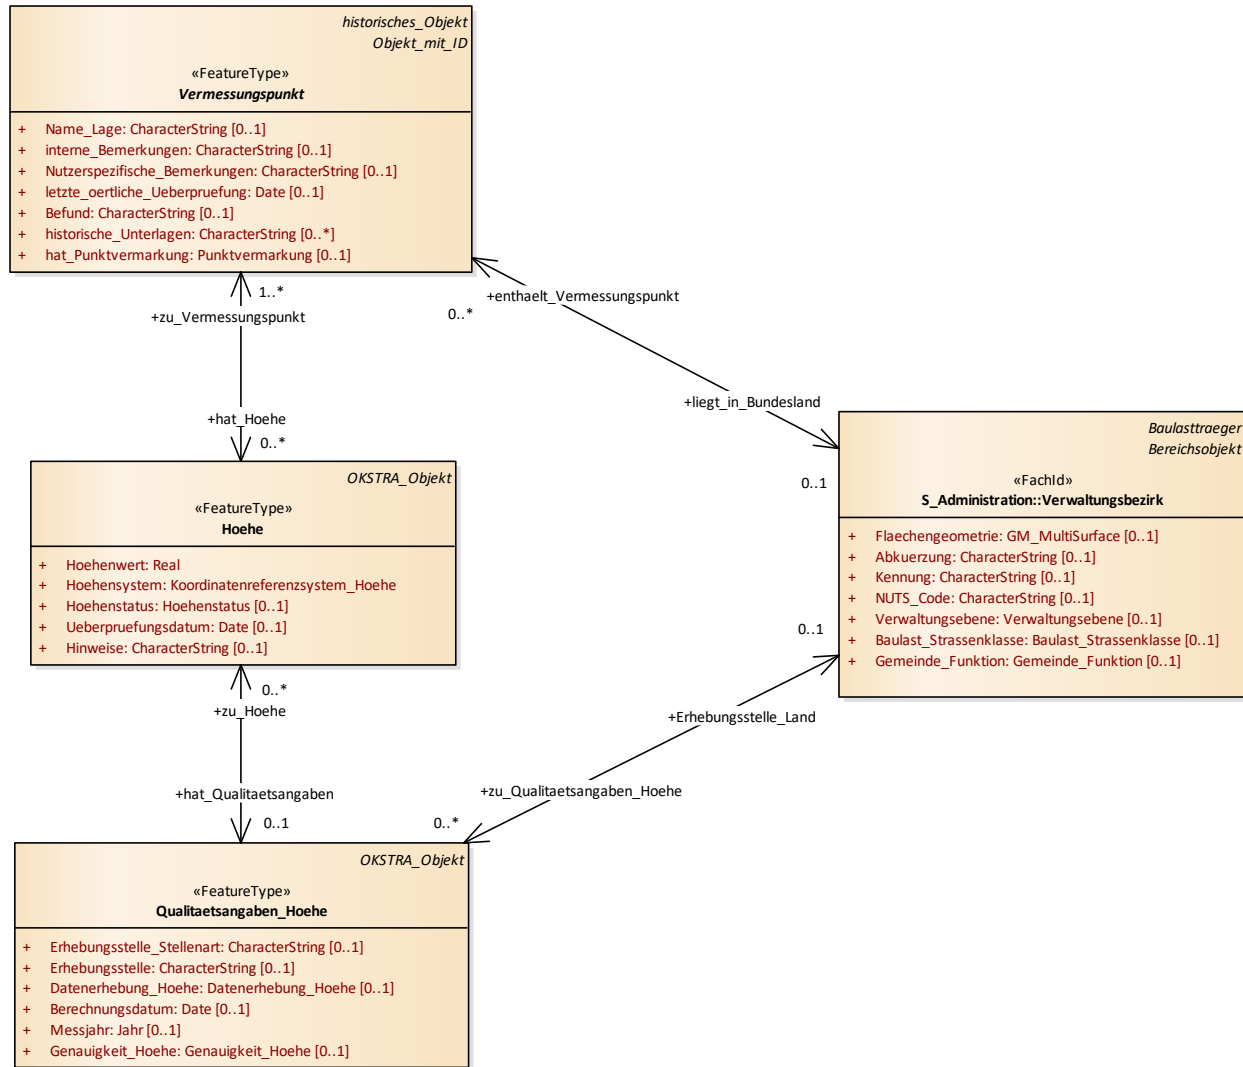 historisches_Objekt
Objekt_mit_ID
«FeatureType»
Vermessungspunkt
+ Name_Lage: CharacterString [0..1]
+ interne_Bemerkungen: CharacterString [0..1]
+ Nutzerspezifische_Bemerkungen: CharacterString [0..1]
+ letzte_oertliche_Ueberpruefung: Date [0..1]
+ Befund: CharacterString [0..1]
+ historische_Unterlagen: CharacterString [0..*]
+ hat_Punktvermarkung: Punktvermarkung [0..1]
1..*
+zu_Vermessungspunkt
+enthaelt_Vermessungspunkt
0..*
+hat_Hoehe
0..*
+liegt_in_Bundesland
0..1
OKSTRA_Objekt
«FeatureType»
Hoehe
+ Hoehenwert: Real
+ Hoehensystem: Koordinatenreferenzsystem_Hoehe
+ Hoehenstatus: Hoehenstatus [0..1]
+ Ueberpruefungsdatum: Date [0..1]
+ Hinweise: CharacterString [0..1]
Baulasttraeger
Bereichsobjekt
«FachId»
S_Administration::Verwaltungsbezirk
+ Flaechengeometrie: GM_MultiSurface [0..1]
+ Abkuerzung: CharacterString [0..1]
+ Kennung: CharacterString [0..1]
+ NUTS_Code: CharacterString [0..1]
+ Verwaltungsebene: Verwaltungsebene [0..1]
+ Baulast_Strassenklasse: Baulast_Strassenklasse [0..1]
+ Gemeinde_Funktion: Gemeinde_Funktion [0..1]
0..1
0..*
+zu_Hoehe
+Erhebungsstelle_Land
+hat_Qualitaetsangaben
0..1
+zu_Qualitaetsangaben_Hoehe
0..*
OKSTRA_Objekt
«FeatureType»
Qualitaetsangaben_Hoehe
+ Erhebungsstelle_Stellenart: CharacterString [0..1]
+ Erhebungsstelle: CharacterString [0..1]
+ Datenerhebung_Hoehe: Datenerhebung_Hoehe [0..1]
+ Berechnungsdatum: Date [0..1]
+ Messjahr: Jahr [0..1]
+ Genauigkeit_Hoehe: Genauigkeit_Hoehe [0..1]